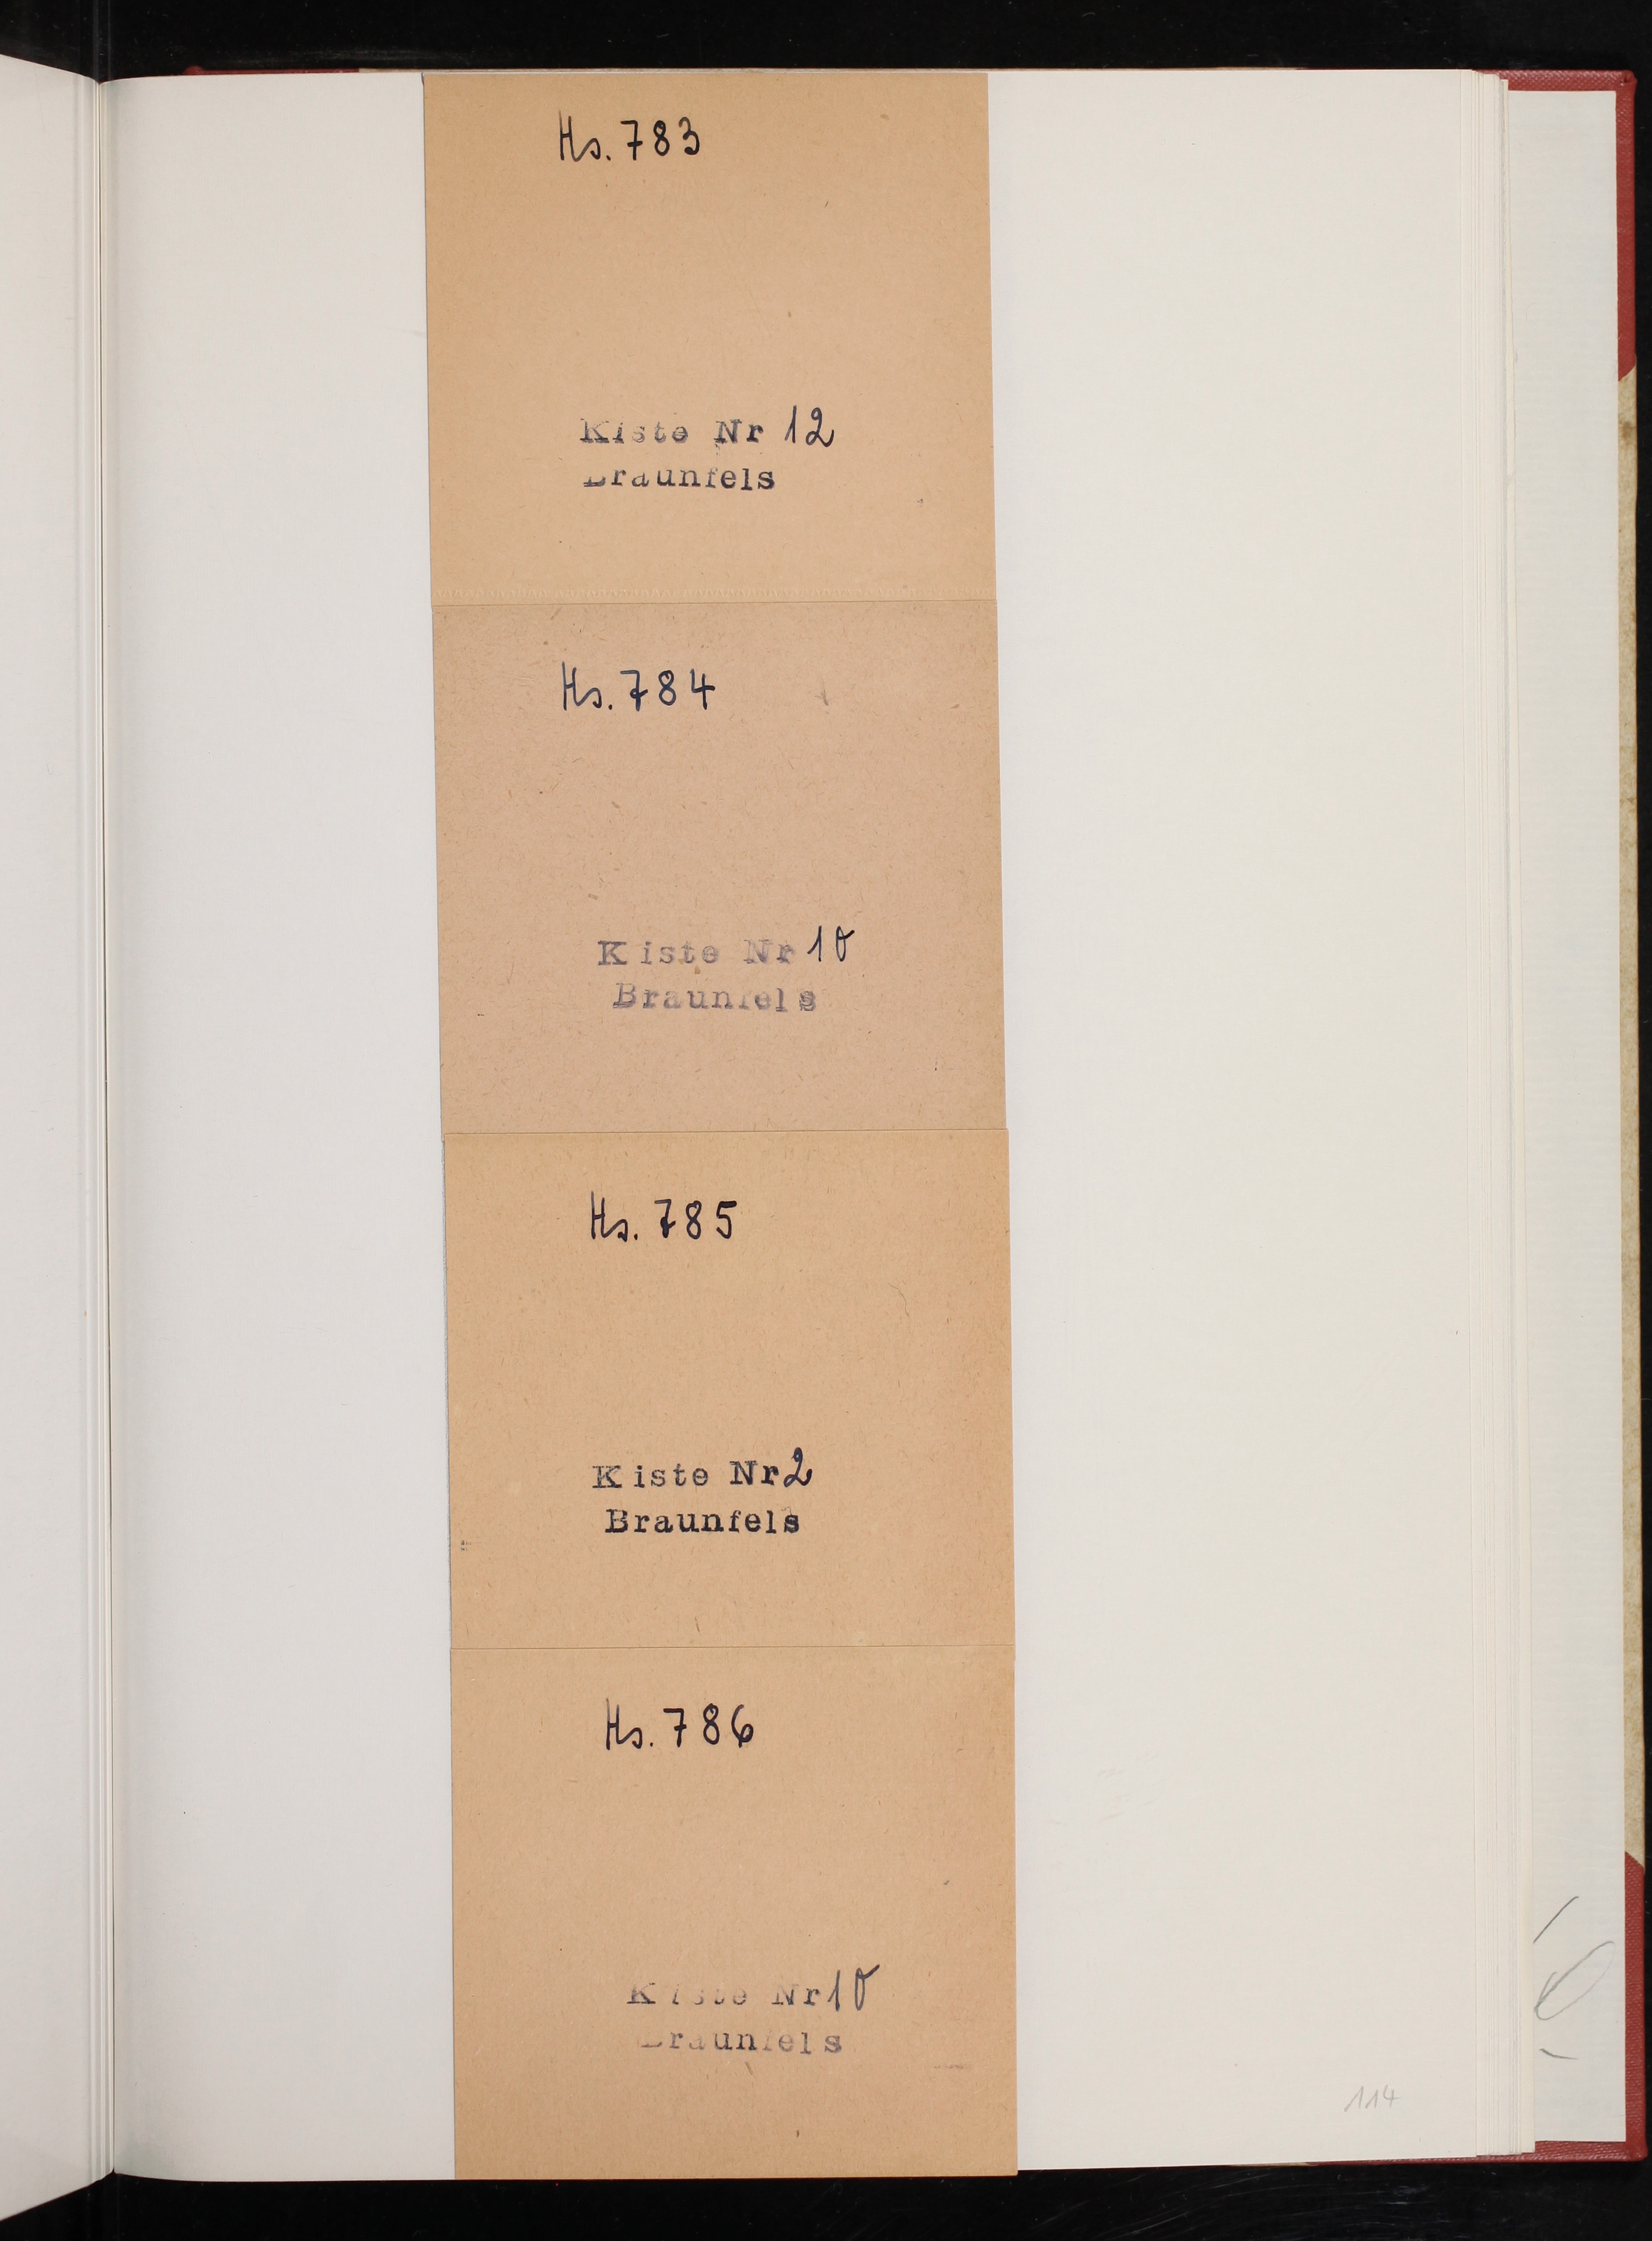 Hs. 783
Kiste Nr 12
Braunfels
Hs. 784
Kiste Nr 10
Braunfels
Hs. 785
Kiste Nr 2
Braunfels
Hs. 786
Kiste Nr 10
Braunfels
114